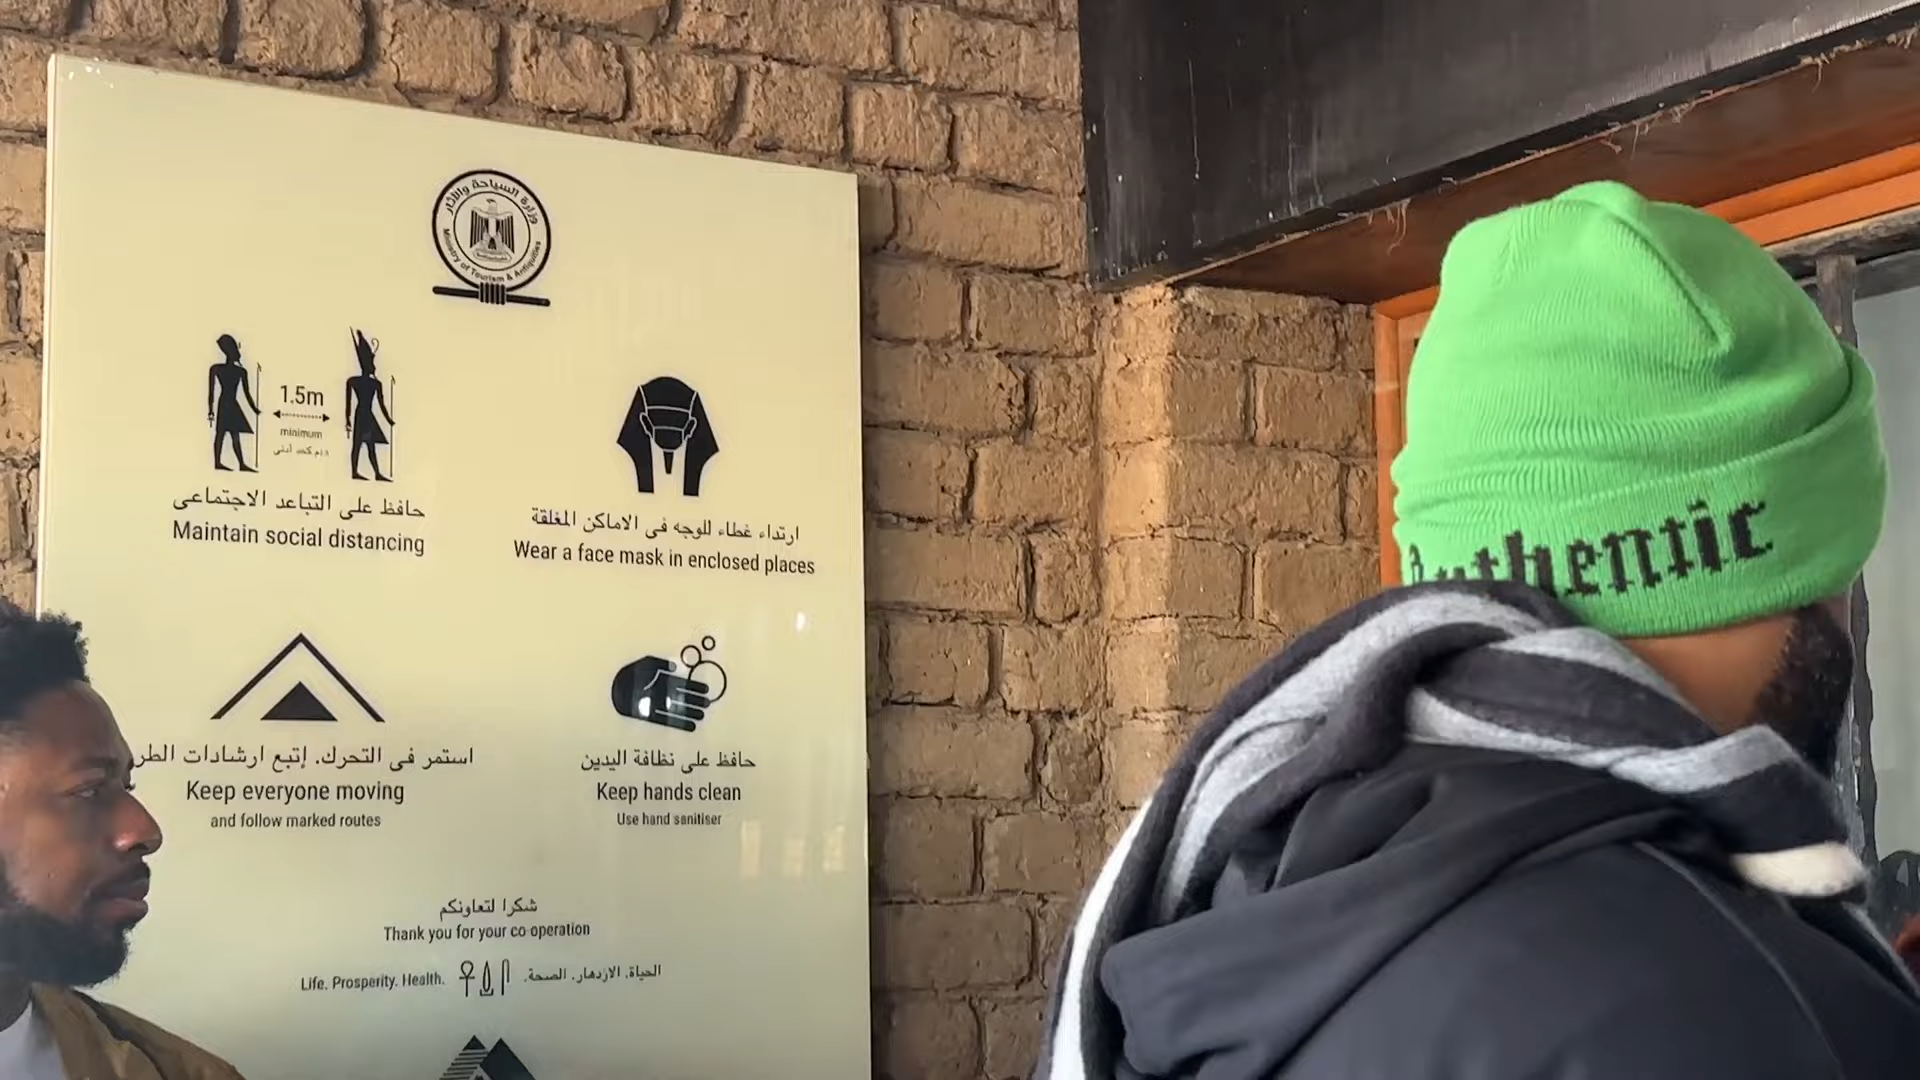 وزارة السياحة والآثار
Ministry of Tourism & Antiquities
1.5m
minimum
حافظ على التباعد الاجتماعى
Maintain social distancing
ارتداء غطاء للوجه فى الاماكن المغلقة
Wear a face mask in enclosed places
استمر فى التحرك. إتبع ارشادات الطر
Keep everyone moving
and follow marked routes
حافظ على نظافة اليدين
Keep hands clean
Use hand sanitiser
شكرا لتعاونكم
Thank you for your co-operation
Life. Prosperity. Health.
الحياة. الازدهار. الصحة.
Authentic